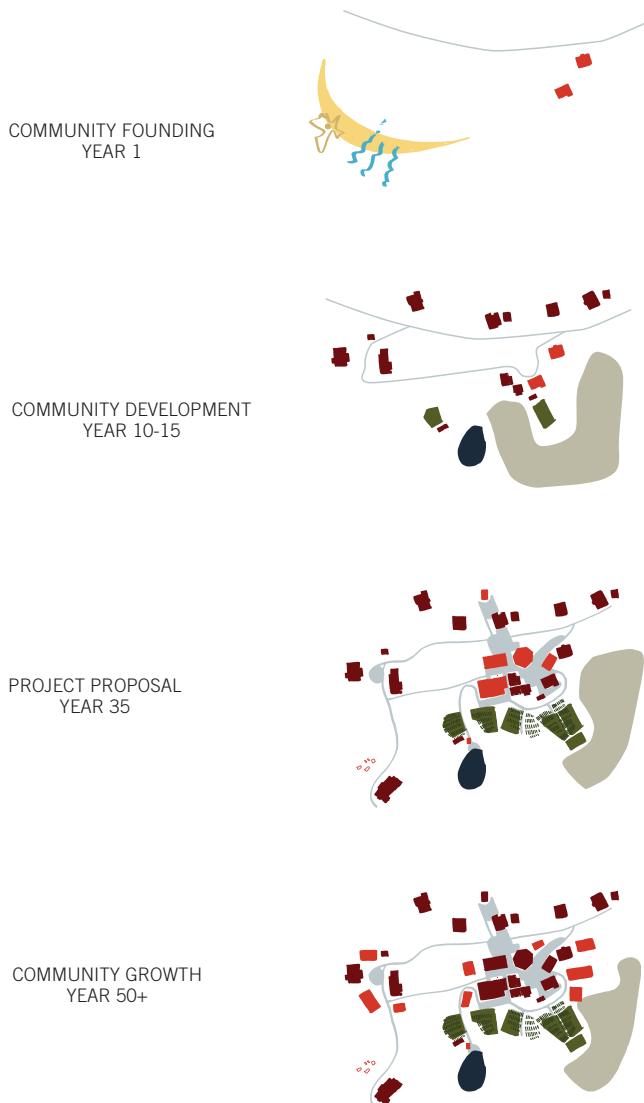 COMMUNITY FOUNDING
YEAR 1
COMMUNITY DEVELOPMENT
YEAR 10-15
PROJECT PROPOSAL
YEAR 35
COMMUNITY GROWTH
YEAR 50+